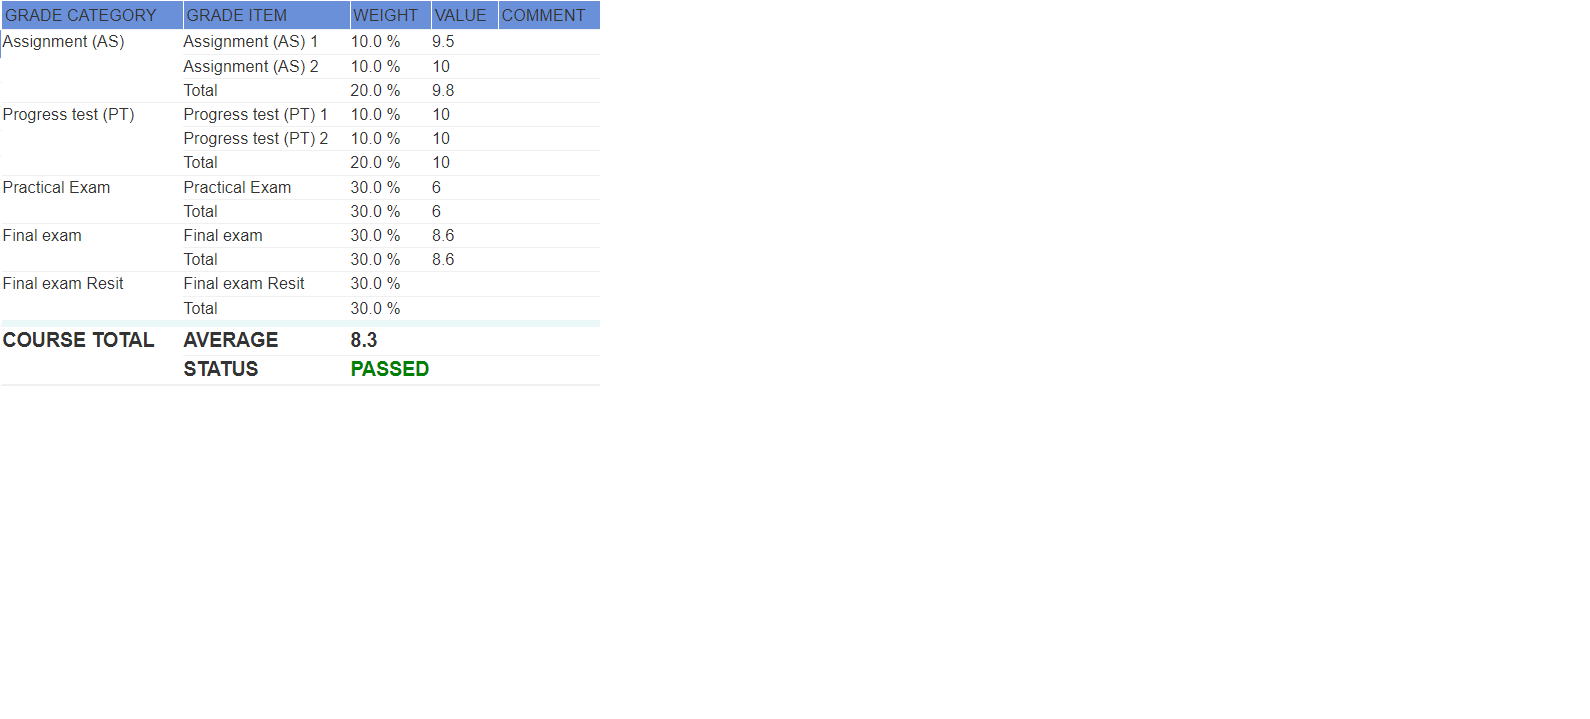 GRADE CATEGORY GRADE ITEM WEIGHT VALUE COMMENT
Assignment (AS) Assignment (AS) 1 10.0 % 9.5
Assignment (AS) 2 10.0 % 10
Total 20.0 % 9.8
Progress test (PT) Progress test (PT) 1 10.0 % 10
Progress test (PT) 2 10.0 % 10
Total 20.0 % 10
Practical Exam Practical Exam 30.0 % 6
Total 30.0 % 6
Final exam Final exam 30.0 % 8.6
Total 30.0 % 8.6
Final exam Resit Final exam Resit 30.0 %
Total 30.0 %
COURSE TOTAL AVERAGE 8.3
STATUS PASSED